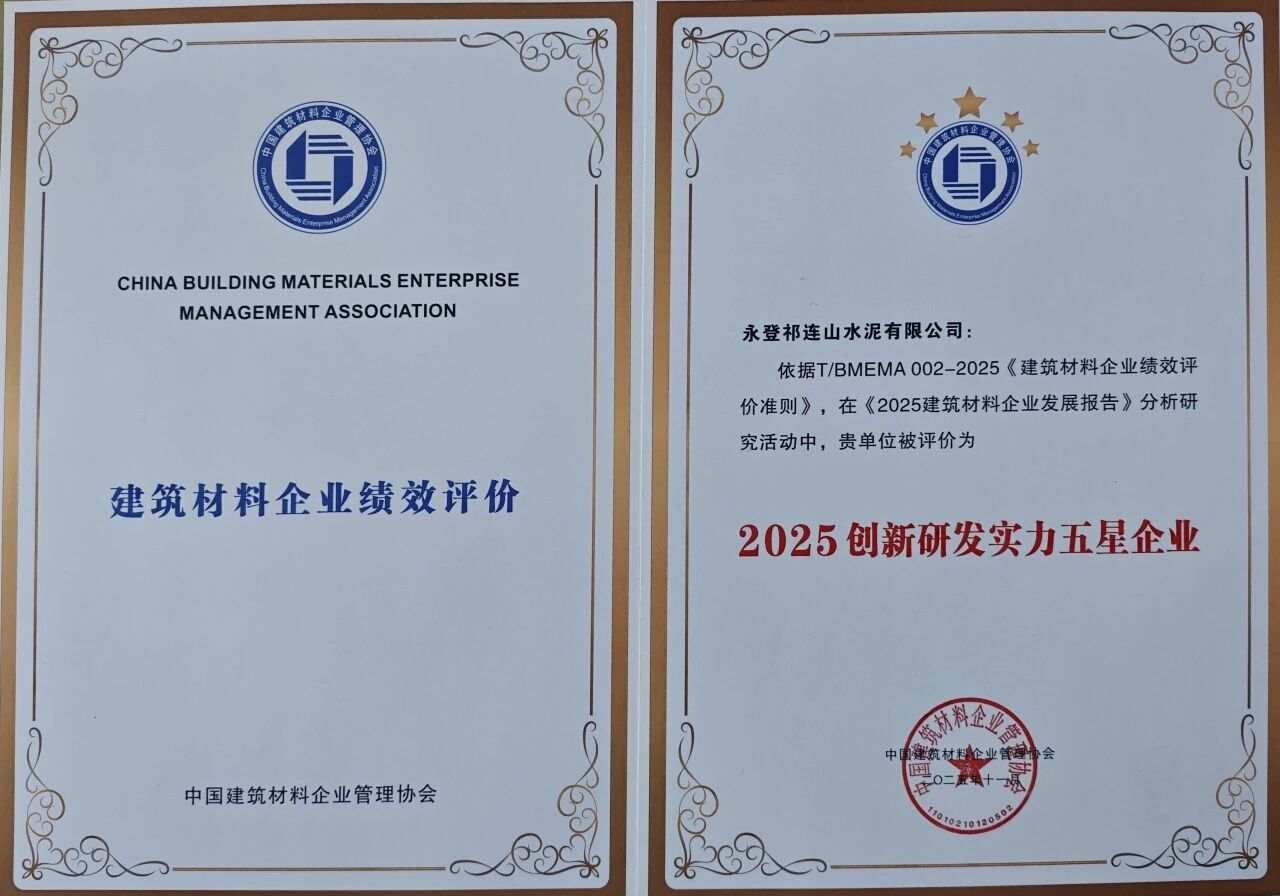 中国建筑材料企业管理协会
China Building Materials Enterprise Management Association
CHINA BUILDING MATERIALS ENTERPRISE
MANAGEMENT ASSOCIATION
建筑材料企业绩效评价
中国建筑材料企业管理协会
中国建筑材料企业管理协会
China Building Materials Enterprise Management Association
永登祁连山水泥有限公司：
依据T/BMEMA 002-2025《建筑材料企业绩效评
价准则》，在《2025建筑材料企业发展报告》分析研
究活动中，贵单位被评价为
2025创新研发实力五星企业
中国建筑材料企业管理协会
二〇二五年十一月
中国建筑材料企业管理协会
11010210120502